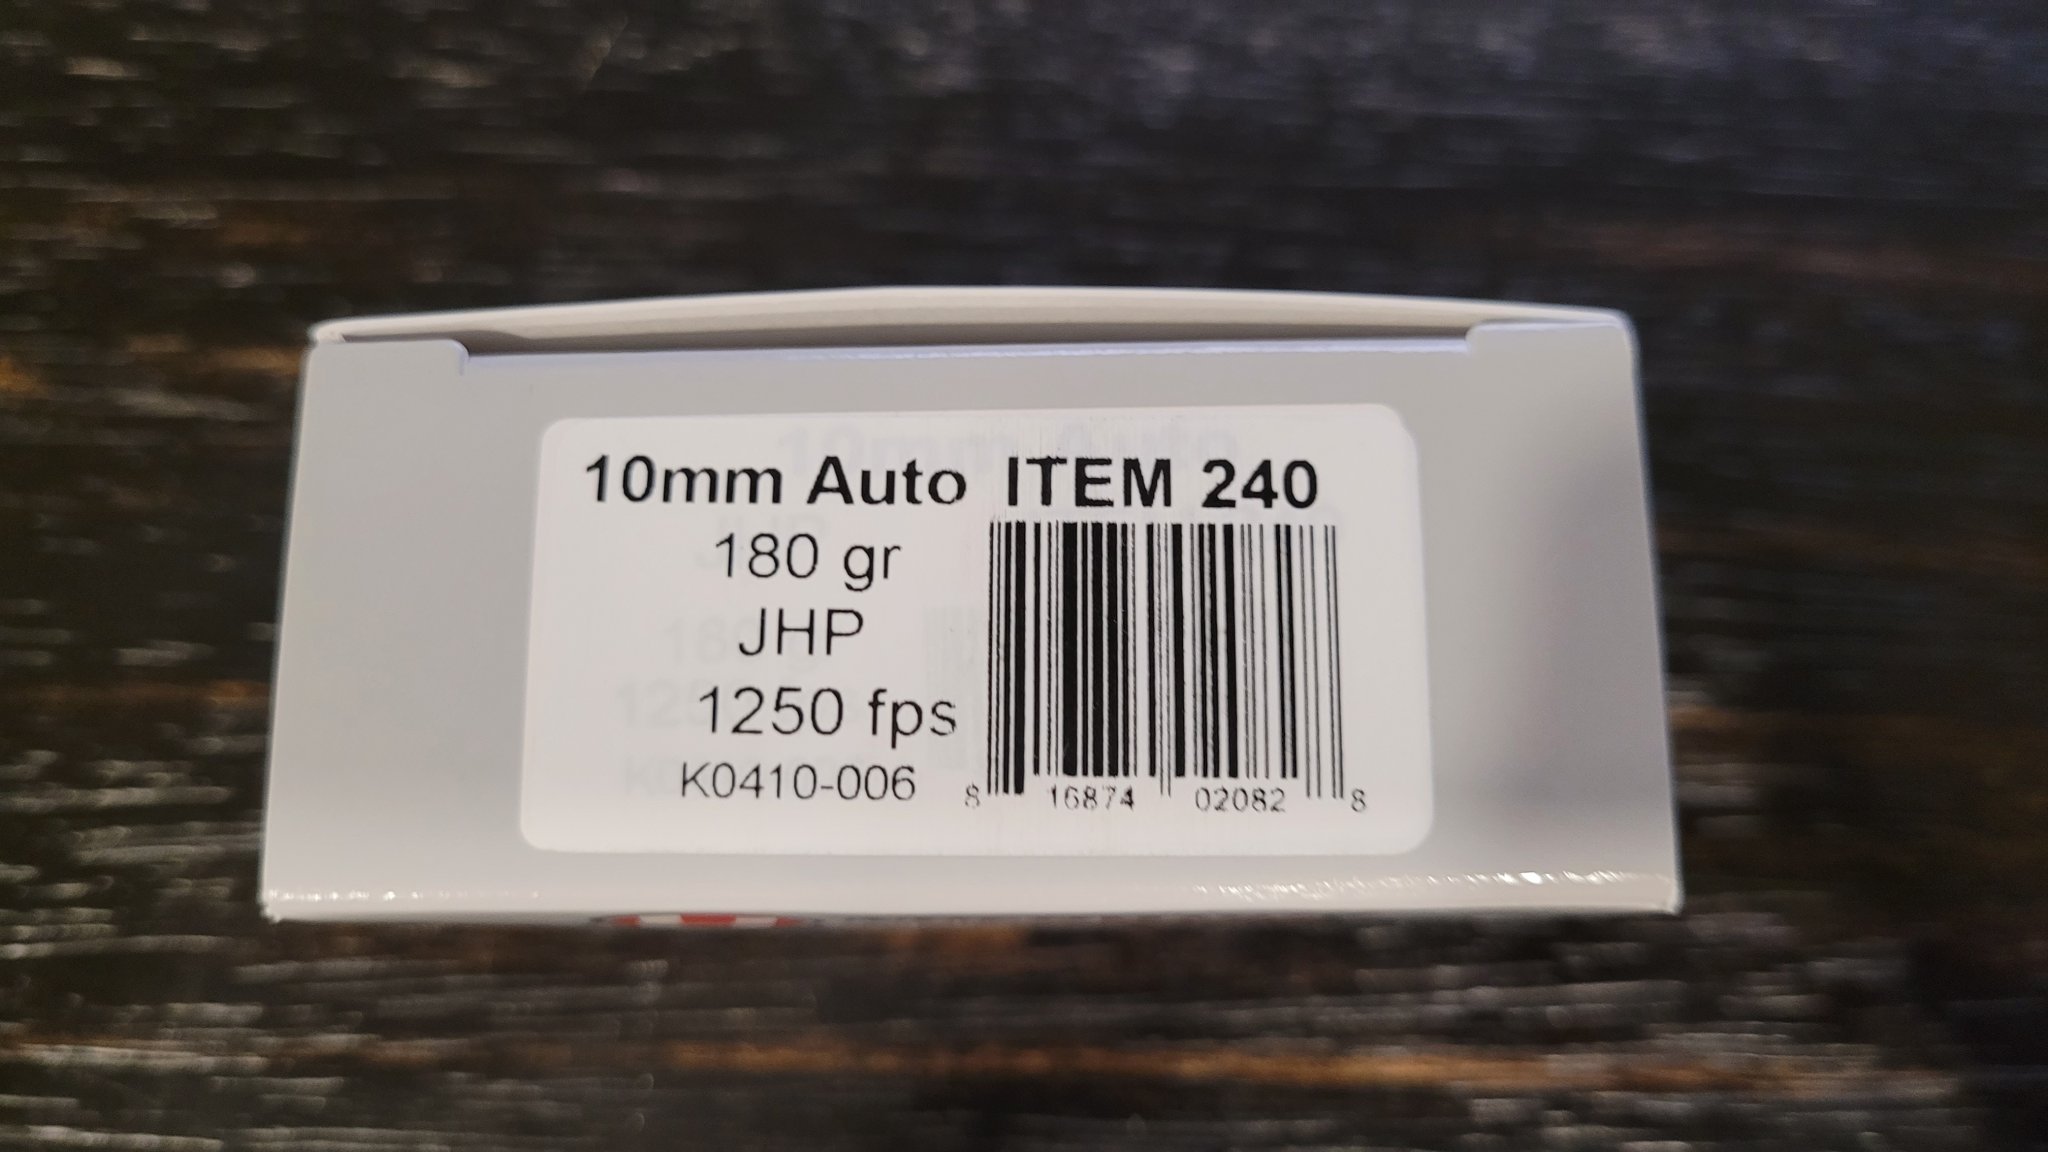 10mm Auto ITEM 240
180 gr
JHP
1250 fps
K0410-006
8 16874 02082 8